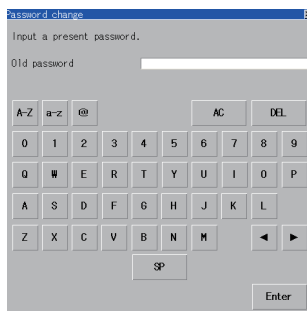 Password change
Input a present password.
Old password
A-Z a-z @ AC DEL
0 1 2 3 4 5 6 7 8 9
Q W E R T Y U I O P
A S D F G H J K L
Z X C V B N M ◄ ►
SP
Enter